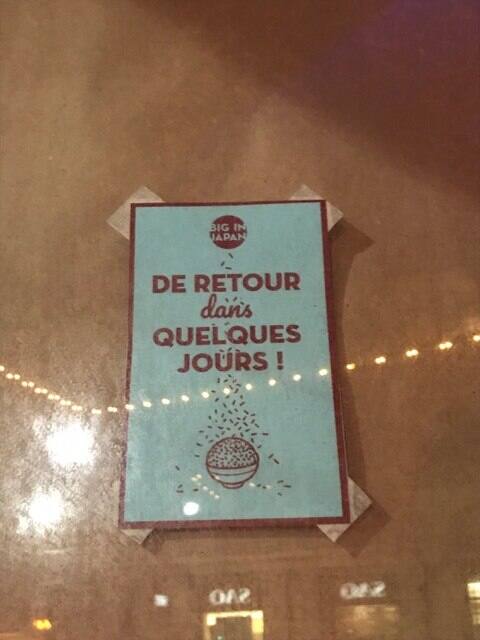 BIG IN
JAPAN
DE RETOUR
dans
QUELQUES
JOURS !